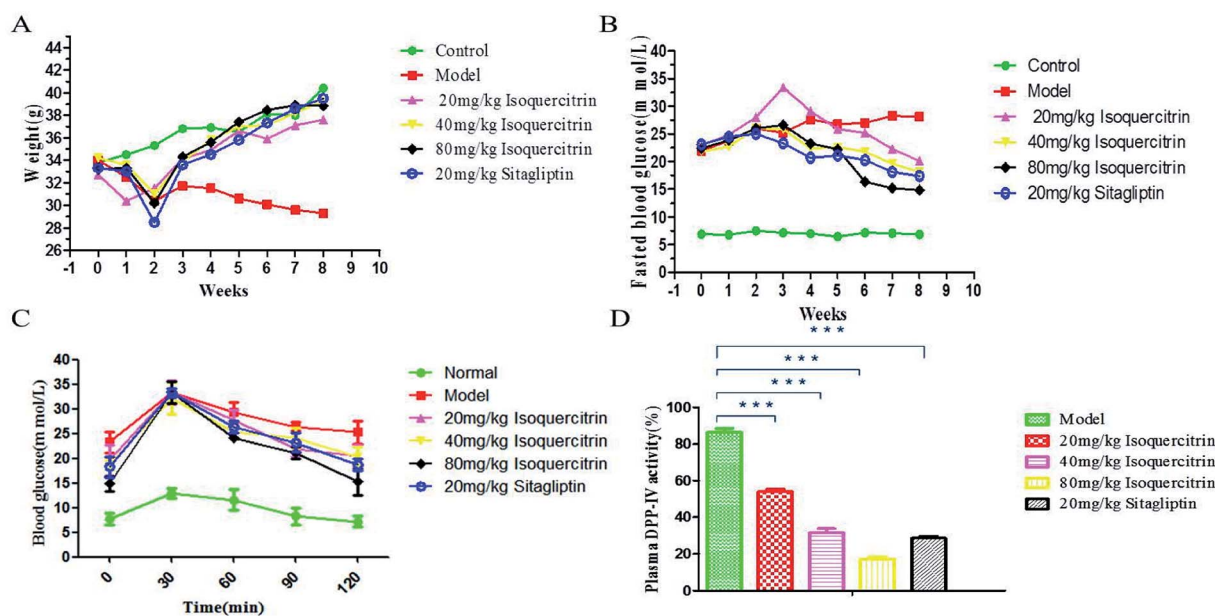 A
W eight(g)
44
42
40
38
36
34
32
30
28
26
-1 0 1 2 3 4 5 6 7 8 9 10
Weeks
Control
Model
20mg/kg Isoquercitrin
40mg/kg Isoquercitrin
80mg/kg Isoquercitrin
20mg/kg Sitagliptin
B
Fasted blood glucose(m mol/L)
40
35
30
25
20
15
10
5
0
-1 0 1 2 3 4 5 6 7 8 9 10
Weeks
Control
Model
20mg/kg Isoquercitrin
40mg/kg Isoquercitrin
80mg/kg Isoquercitrin
20mg/kg Sitagliptin
C
Blood glucose(m mol/L)
40
35
30
25
20
15
10
5
0
0 30 60 90 120
Time(min)
Normal
Model
20mg/kg Isoquercitrin
40mg/kg Isoquercitrin
80mg/kg Isoquercitrin
20mg/kg Sitagliptin
D
***
***
***
***
Plasma DPP-IV activity(%)
100
80
60
40
20
0
Model
20mg/kg Isoquercitrin
40mg/kg Isoquercitrin
80mg/kg Isoquercitrin
20mg/kg Sitagliptin